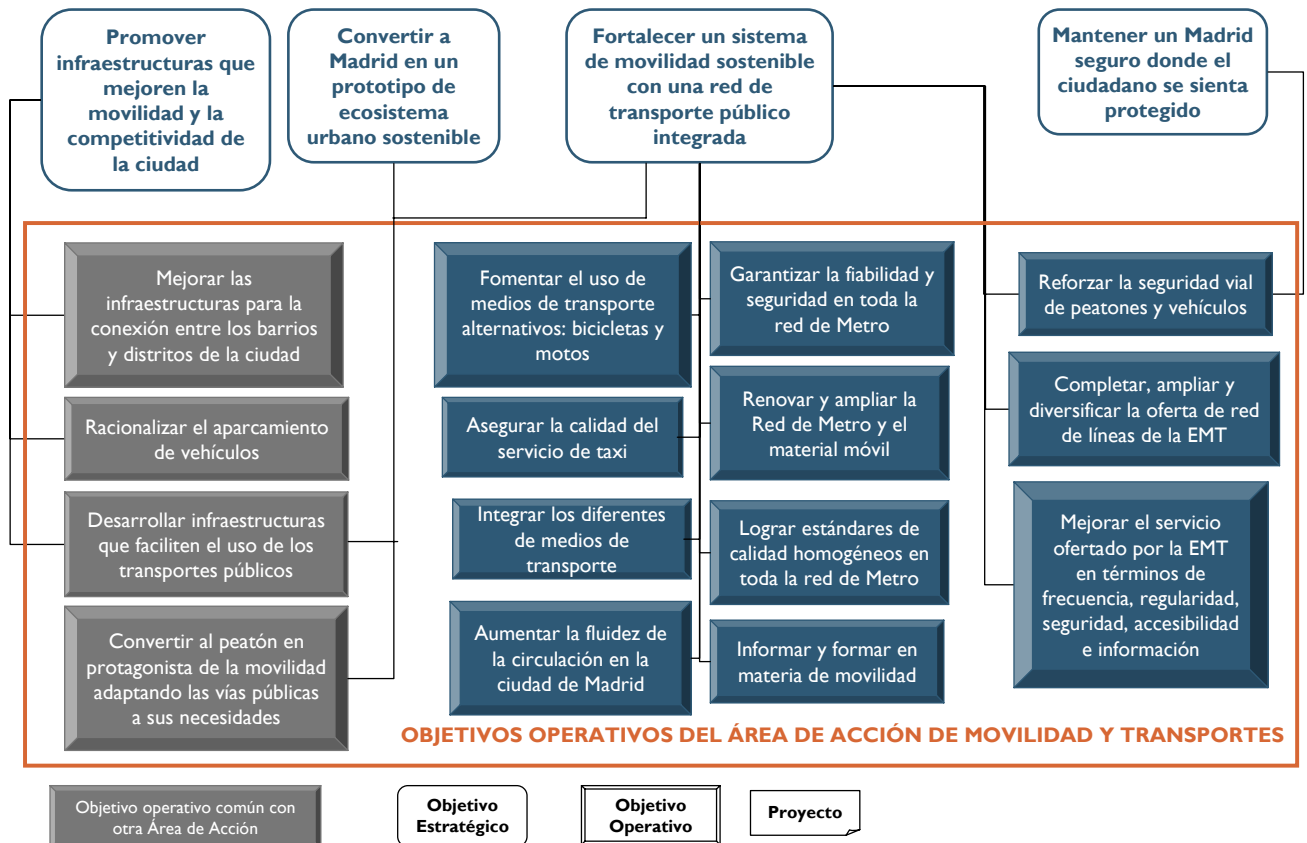 Promover
infraestructuras que
mejoren la
movilidad y la
competitividad de
la ciudad
Convertir a
Madrid en un
prototipo de
ecosistema
urbano sostenible
Fortalecer un sistema
de movilidad sostenible
con una red de
transporte público
integrada
Mantener un Madrid
seguro donde el
ciudadano se sienta
protegido
Mejorar las
infraestructuras para la
conexión entre los barrios
y distritos de la ciudad
Racionalizar el aparcamiento
de vehículos
Desarrollar infraestructuras
que faciliten el uso de los
transportes públicos
Convertir al peatón en
protagonista de la movilidad
adaptando las vías públicas
a sus necesidades
Fomentar el uso de
medios de transporte
alternativos: bicicletas y
motos
Asegurar la calidad del
servicio de taxi
Integrar los diferentes
de medios de
transporte
Aumentar la fluidez de
la circulación en la
ciudad de Madrid
Garantizar la fiabilidad y
seguridad en toda la
red de Metro
Renovar y ampliar la
Red de Metro y el
material móvil
Lograr estándares de
calidad homogéneos en
toda la red de Metro
Informar y formar en
materia de movilidad
Reforzar la seguridad vial
de peatones y vehículos
Completar, ampliar y
diversificar la oferta de red
de líneas de la EMT
Mejorar el servicio
ofertado por la EMT
en términos de
frecuencia, regularidad,
seguridad, accesibilidad
e información
OBJETIVOS OPERATIVOS DEL ÁREA DE ACCIÓN DE MOVILIDAD Y TRANSPORTES
Objetivo operativo común con
otra Área de Acción
Objetivo
Estratégico
Objetivo
Operativo
Proyecto